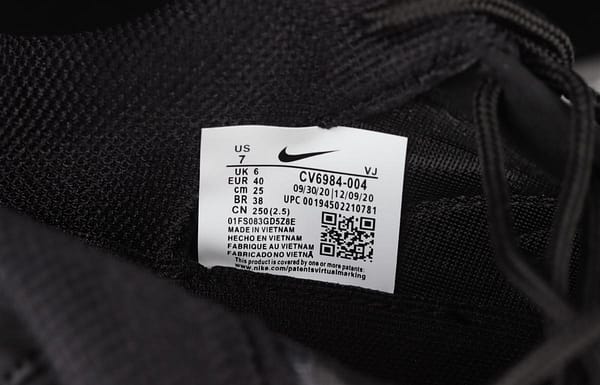 US
7
VJ
UK 6
EUR 40
cm 25
BR 38
CN 250 (2.5)
CV6984-004
09/30/20 | 12/09/20
UPC 00194502210781
01FS083GD5Z8E
MADE IN VIETNAM
HECHO EN VIETNAM
FABRIQUE AU VIETNAM
FABRICADO NO VIETNÃ
This product is covered by one or more patents:
www.nike.com/patentsvirtualmarking